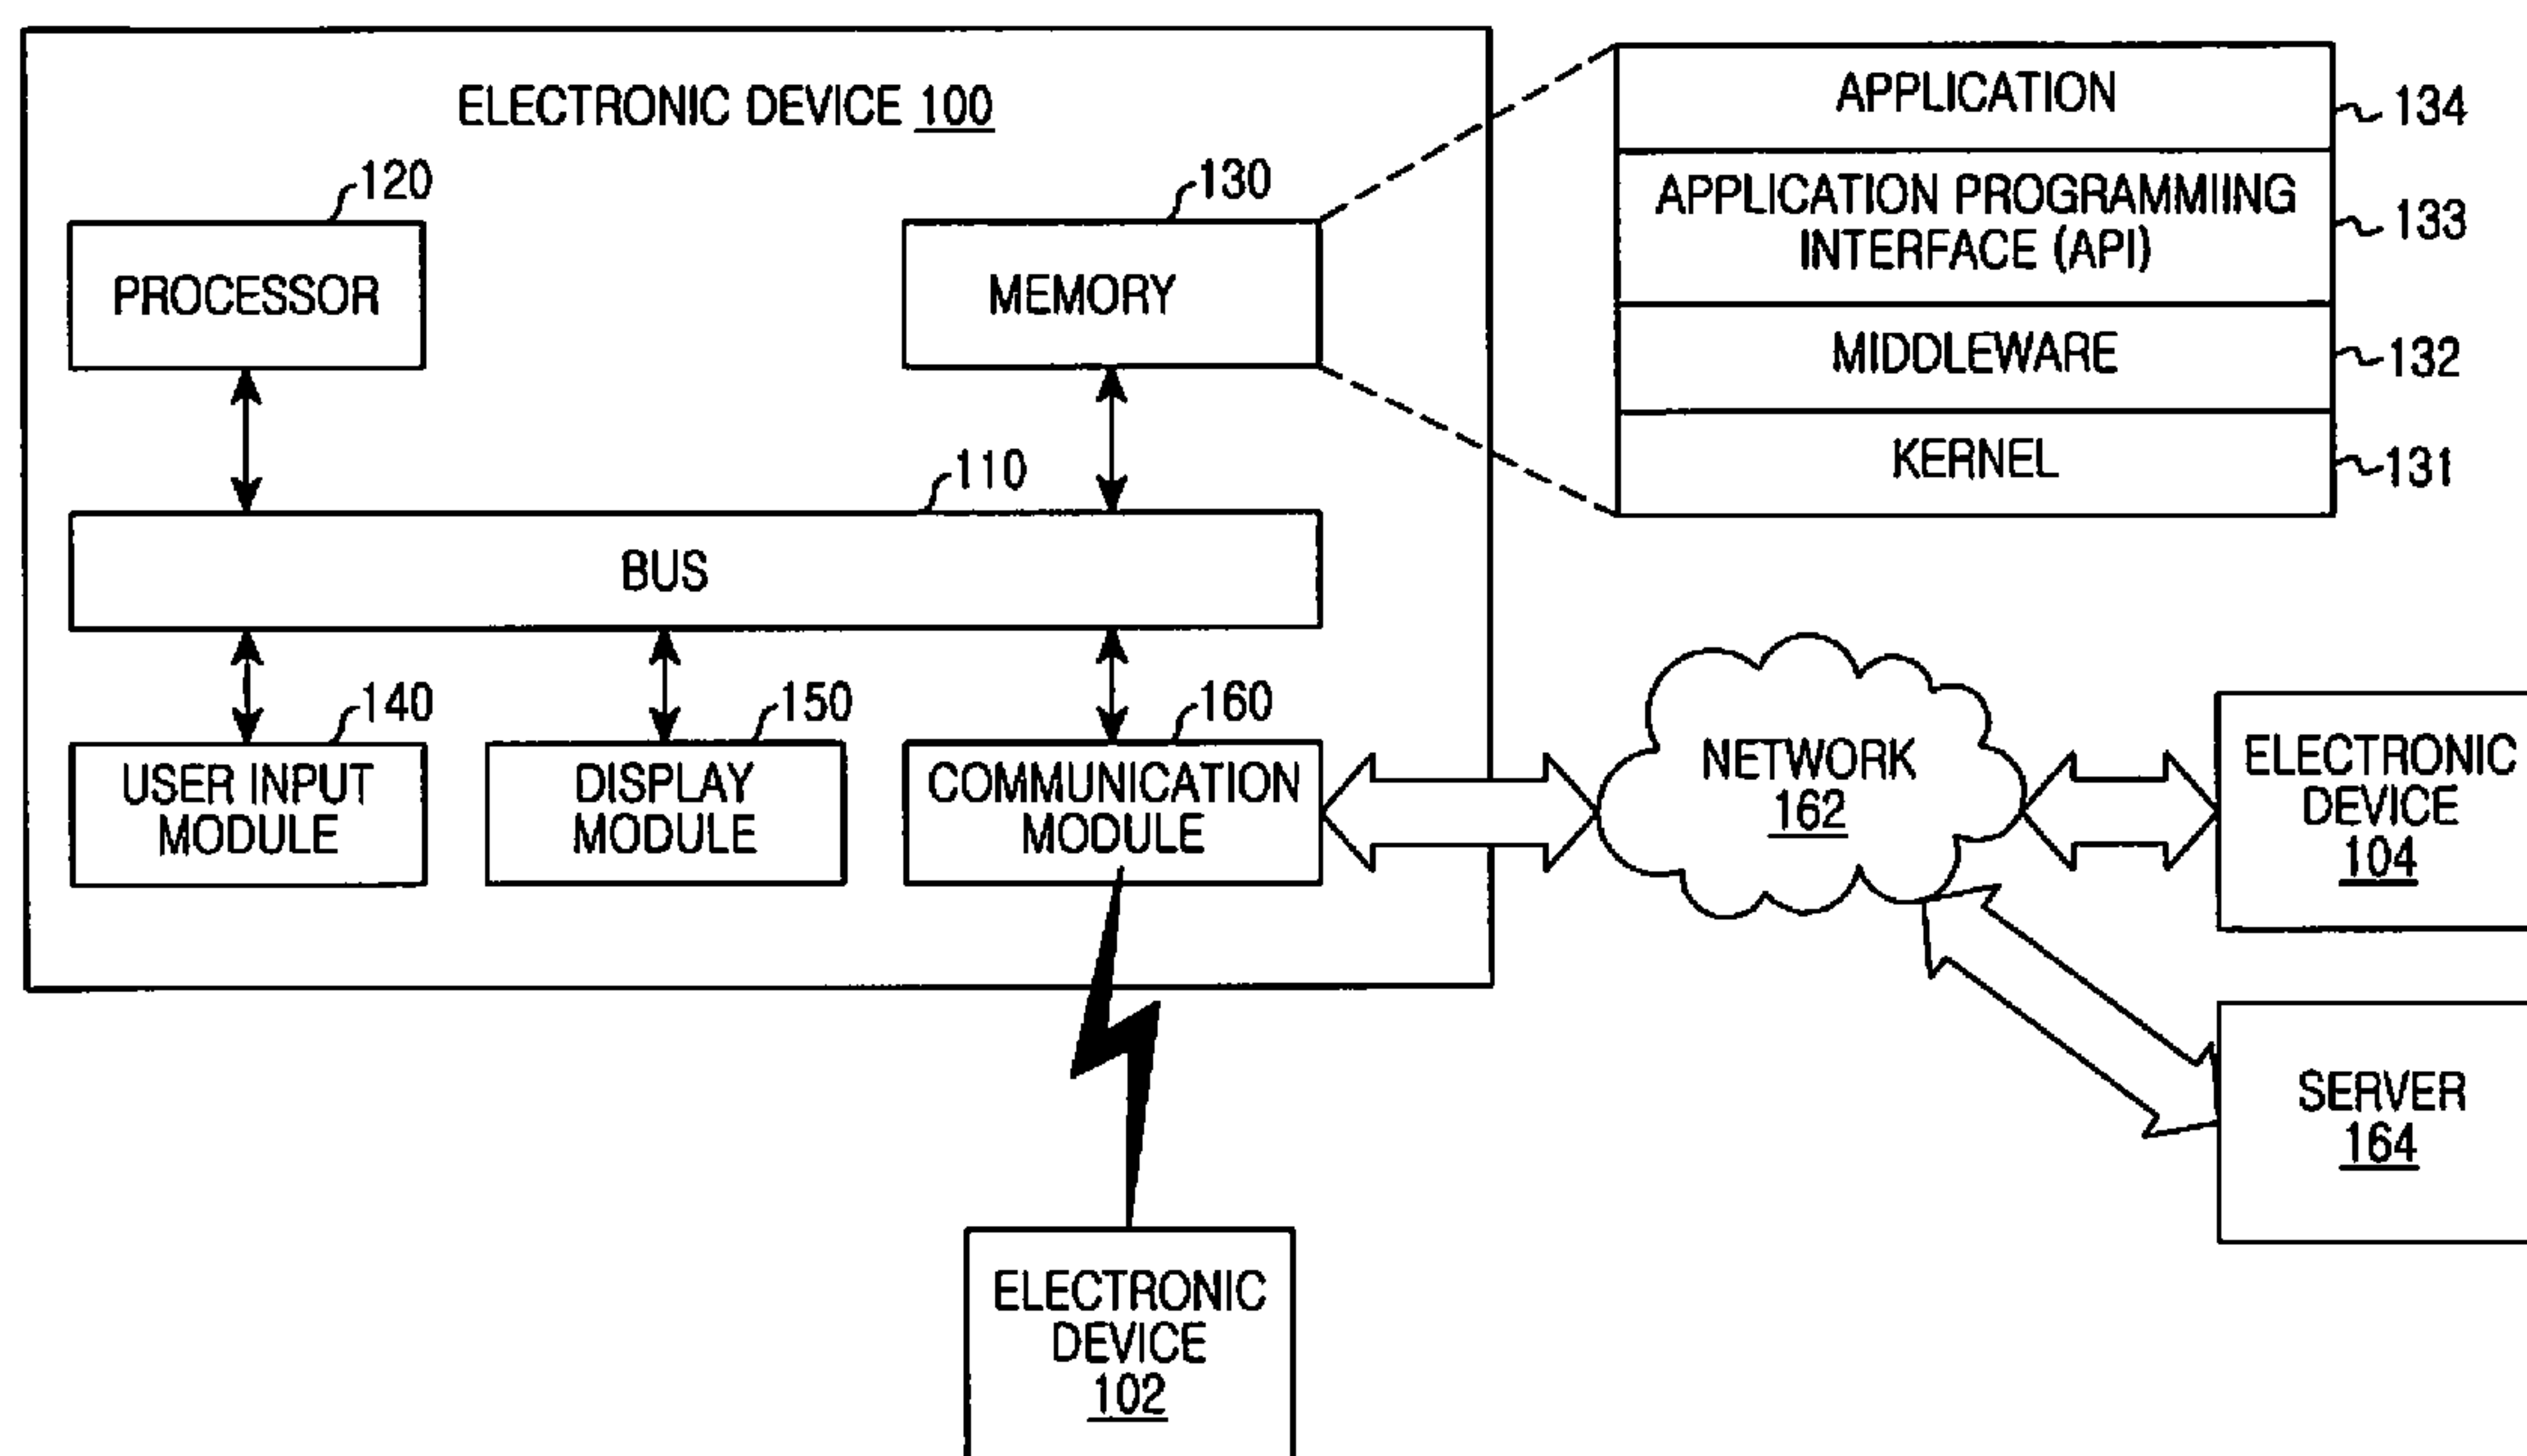 ELECTRONIC DEVICE 100
120
PROCESSOR
130
MEMORY
APPLICATION
134
APPLICATION PROGRAMMIING
INTERFACE (API)
133
MIDDLEWARE
132
KERNEL
131
110
BUS
140
USER INPUT
MODULE
150
DISPLAY
MODULE
160
COMMUNICATION
MODULE
NETWORK
162
ELECTRONIC
DEVICE
104
SERVER
164
ELECTRONIC
DEVICE
102